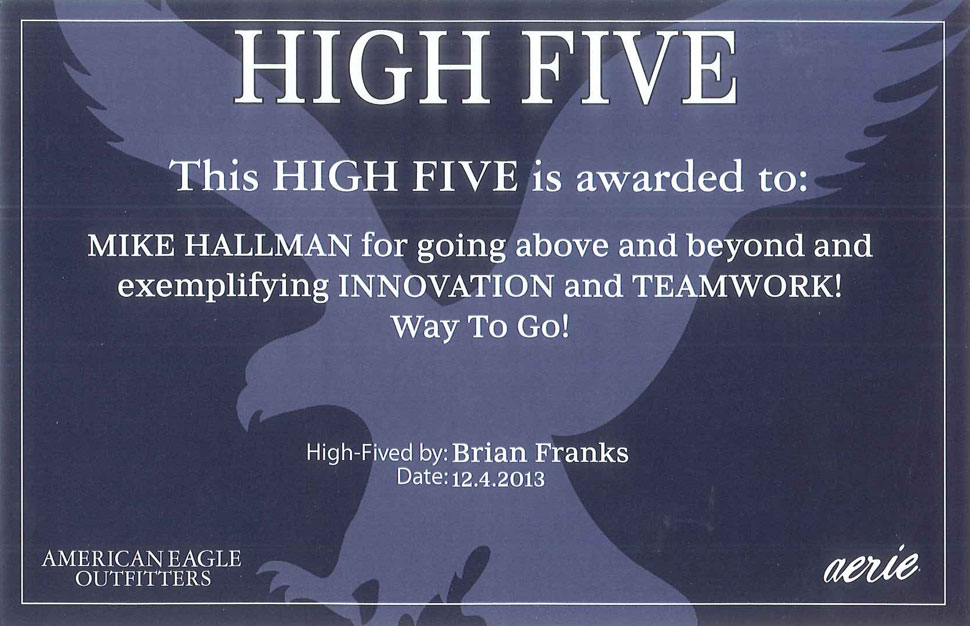 HIGH FIVE
This HIGH FIVE is awarded to:
MIKE HALLMAN for going above and beyond and
exemplifying INNOVATION and TEAMWORK!
Way To Go!
High-Fived by: Brian Franks
Date: 12.4.2013
AMERICAN EAGLE
OUTFITTERS
aerie